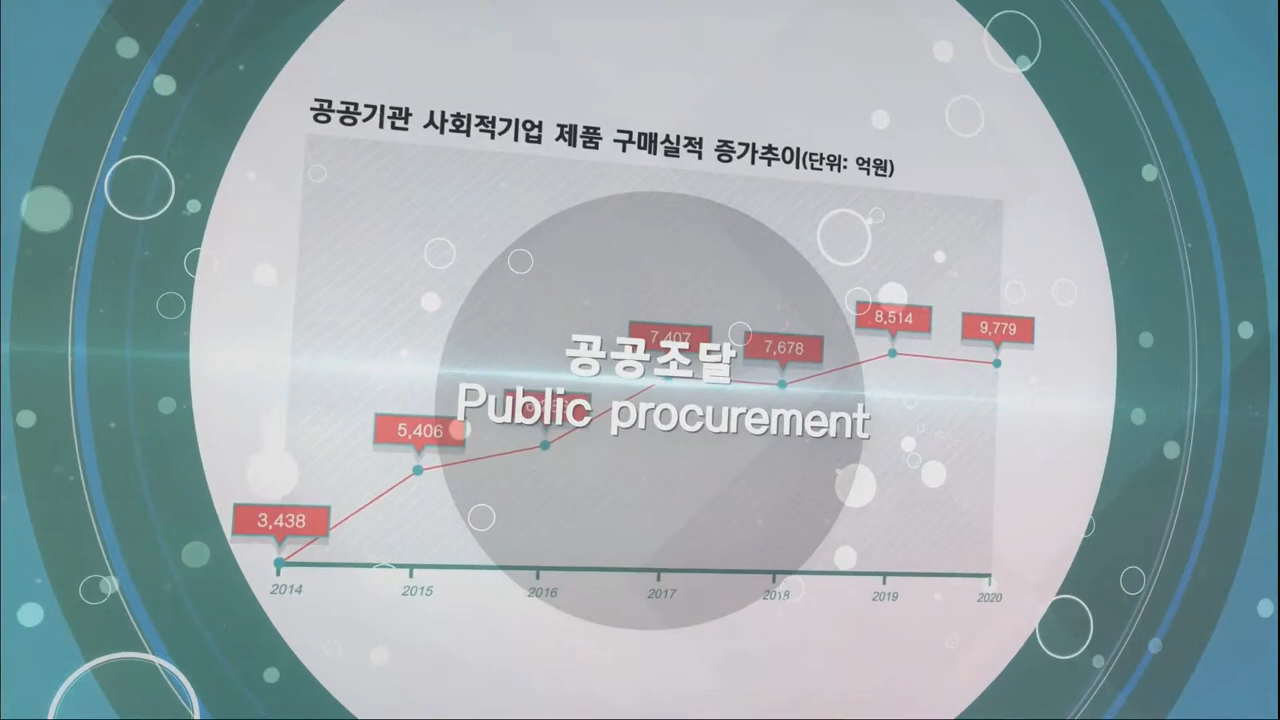 공공기관 사회적기업 제품 구매실적 증가추이(단위: 억원)
8,514
9,779
7,407
7,678
공공조달
Public procurement
5,406
3,438
2014 2015 2016 2017 2018 2019 2020